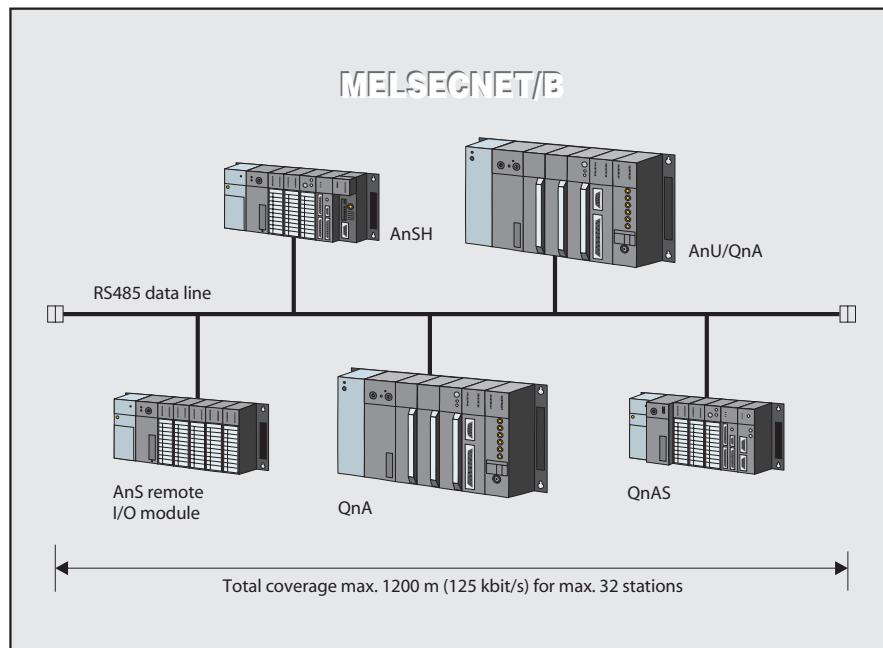 MELSECNET/B
AnSH
AnU/QnA
RS485 data line
AnS remote
I/O module
QnA
QnAS
Total coverage max. 1200 m (125 kbit/s) for max. 32 stations